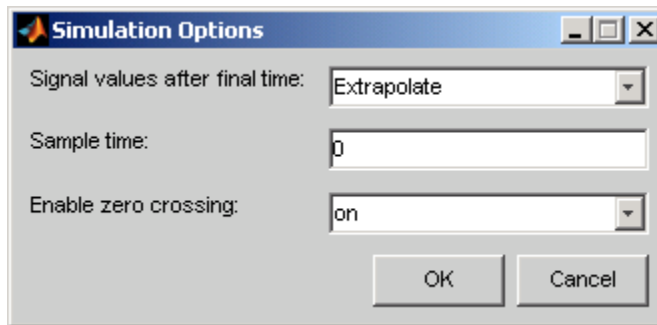 Simulation Options
Signal values after final time: Extrapolate
Sample time: 0
Enable zero crossing: on
OK Cancel